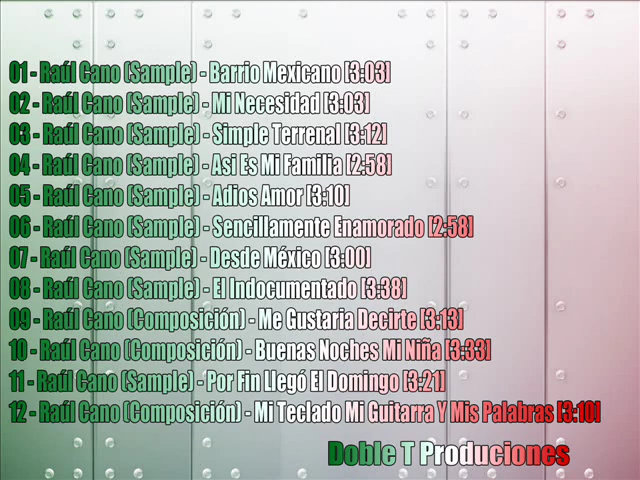 01 - Raúl Cano (Sample) - Barrio Mexicano [3:03]
02 - Raúl Cano (Sample) - Mi Necesidad [3:03]
03 - Raúl Cano (Sample) - Simple Terrenal [3:12]
04 - Raúl Cano (Sample) - Asi Es Mi Familia [2:58]
05 - Raúl Cano (Sample) - Adios Amor [3:10]
06 - Raúl Cano (Sample) - Sencillamente Enamorado [2:58]
07 - Raúl Cano (Sample) - Desde México [3:00]
08 - Raúl Cano (Sample) - El Indocumentado [3:38]
09 - Raúl Cano (Composición) - Me Gustaria Decirte [3:13]
10 - Raúl Cano (Composición) - Buenas Noches Mi Niña [3:33]
11 - Raúl Cano (Sample) - Por Fin Llegó El Domingo [3:21]
12 - Raúl Cano (Composición) - Mi Teclado Mi Guitarra Y Mis Palabras [3:10]
Doble T Produciones